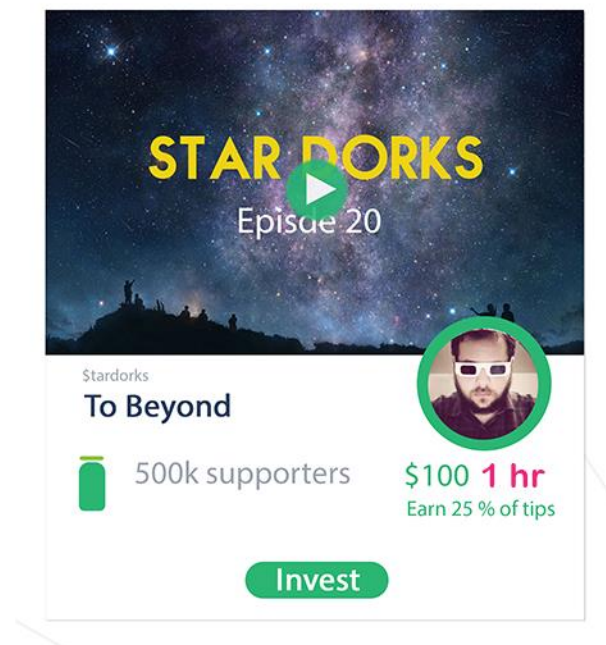 STAR DORKS
Episde 20
$tardorks
To Beyond
500k supporters
$100 1 hr
Earn 25 % of tips
Invest